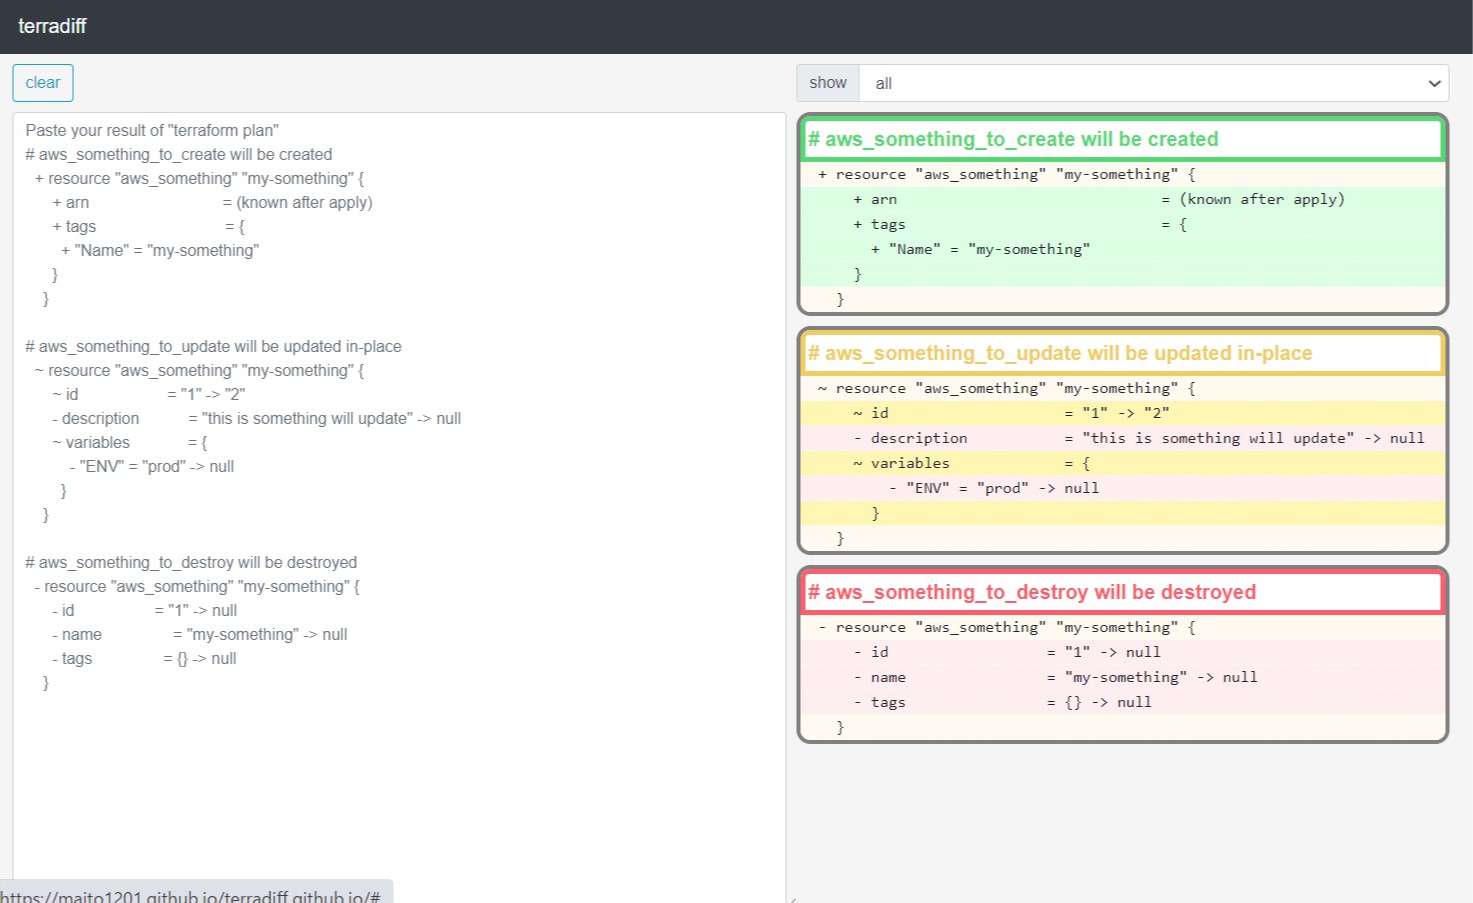 terradiff
clear
Paste your result of "terraform plan"
# aws_something_to_create will be created
+ resource "aws_something" "my-something" {
+ arn = (known after apply)
+ tags = {
+ "Name" = "my-something"
}
}
# aws_something_to_update will be updated in-place
~ resource "aws_something" "my-something" {
~ id = "1" -> "2"
- description = "this is something will update" -> null
~ variables = {
- "ENV" = "prod" -> null
}
}
# aws_something_to_destroy will be destroyed
- resource "aws_something" "my-something" {
- id = "1" -> null
- name = "my-something" -> null
- tags = {} -> null
}
show all
# aws_something_to_create will be created
+ resource "aws_something" "my-something" {
+ arn = (known after apply)
+ tags = {
+ "Name" = "my-something"
}
}
# aws_something_to_update will be updated in-place
~ resource "aws_something" "my-something" {
~ id = "1" -> "2"
- description = "this is something will update" -> null
~ variables = {
- "ENV" = "prod" -> null
}
}
# aws_something_to_destroy will be destroyed
- resource "aws_something" "my-something" {
- id = "1" -> null
- name = "my-something" -> null
- tags = {} -> null
}
https://maito1201.github.io/terradiff.github.io/#